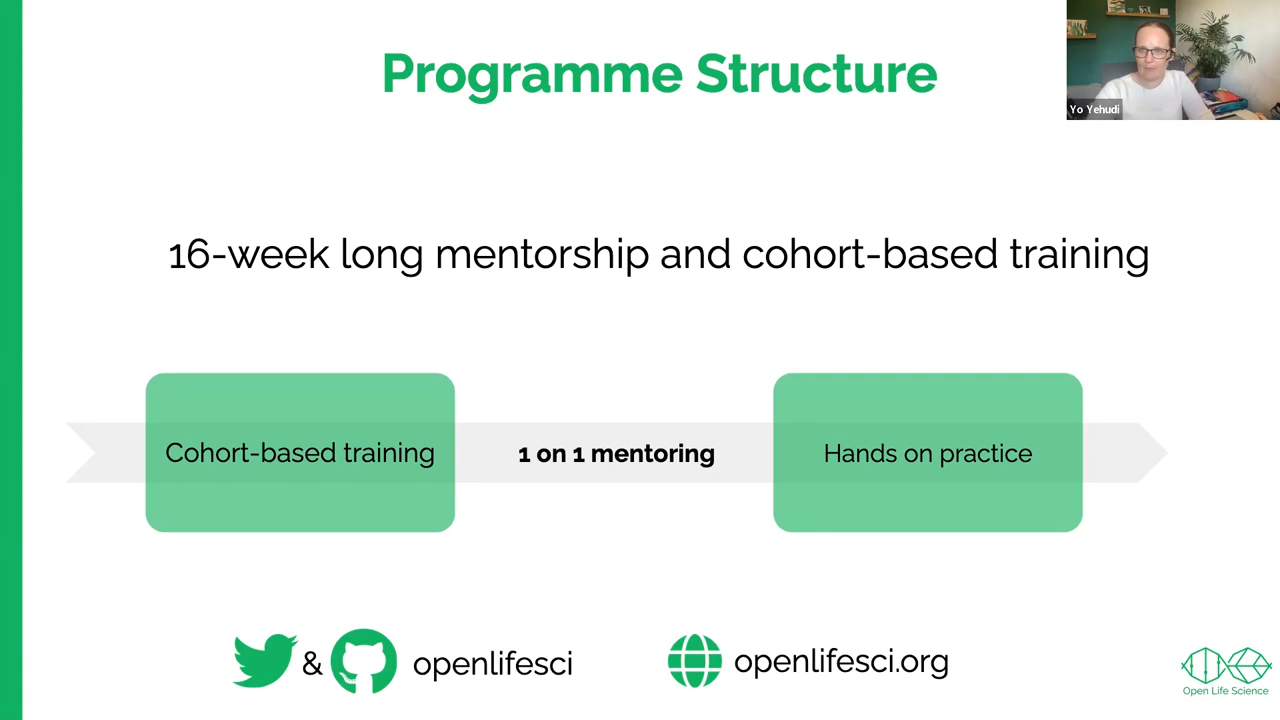 Programme Structure
Yo Yehudi
16-week long mentorship and cohort-based training
Cohort-based training
1 on 1 mentoring
Hands on practice
& openlifesci
openlifesci.org
Open Life Science